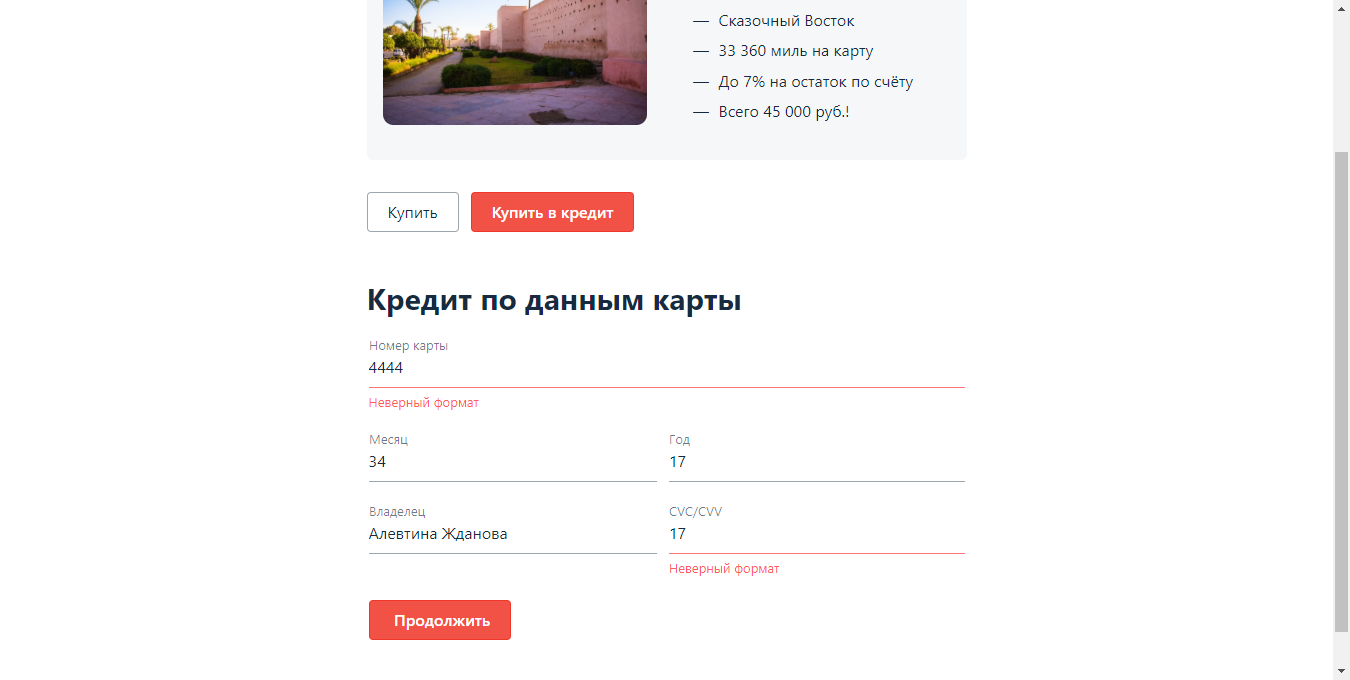 — Сказочный Восток
— 33 360 миль на карту
— До 7% на остаток по счёту
— Всего 45 000 руб.!
Купить
Купить в кредит
Кредит по данным карты
Номер карты
4444
Неверный формат
Месяц
Год
34
17
Владелец
CVC/CVV
Алевтина Жданова
17
Неверный формат
Продолжить